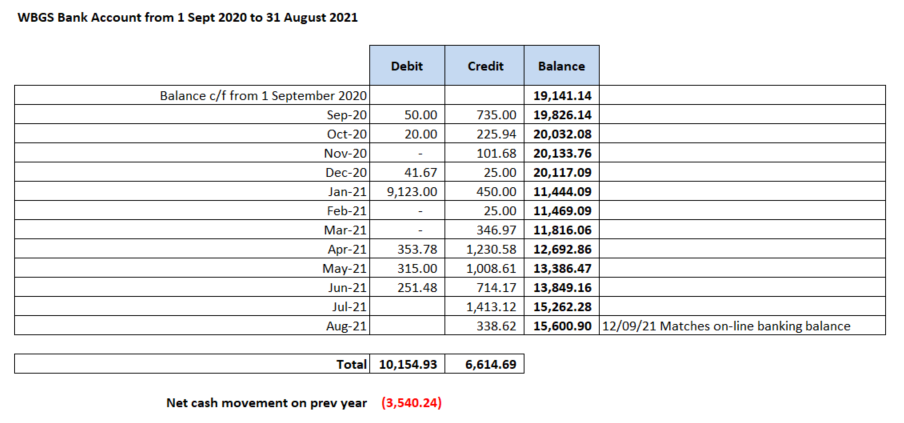 WBGS Bank Account from 1 Sept 2020 to 31 August 2021
Debit Credit Balance
Balance c/f from 1 September 2020 19,141.14
Sep-20 50.00 735.00 19,826.14
Oct-20 20.00 225.94 20,032.08
Nov-20 - 101.68 20,133.76
Dec-20 41.67 25.00 20,117.09
Jan-21 9,123.00 450.00 11,444.09
Feb-21 - 25.00 11,469.09
Mar-21 - 346.97 11,816.06
Apr-21 353.78 1,230.58 12,692.86
May-21 315.00 1,008.61 13,386.47
Jun-21 251.48 714.17 13,849.16
Jul-21 1,413.12 15,262.28
Aug-21 338.62 15,600.90 12/09/21 Matches on-line banking balance
Total 10,154.93 6,614.69
Net cash movement on prev year (3,540.24)